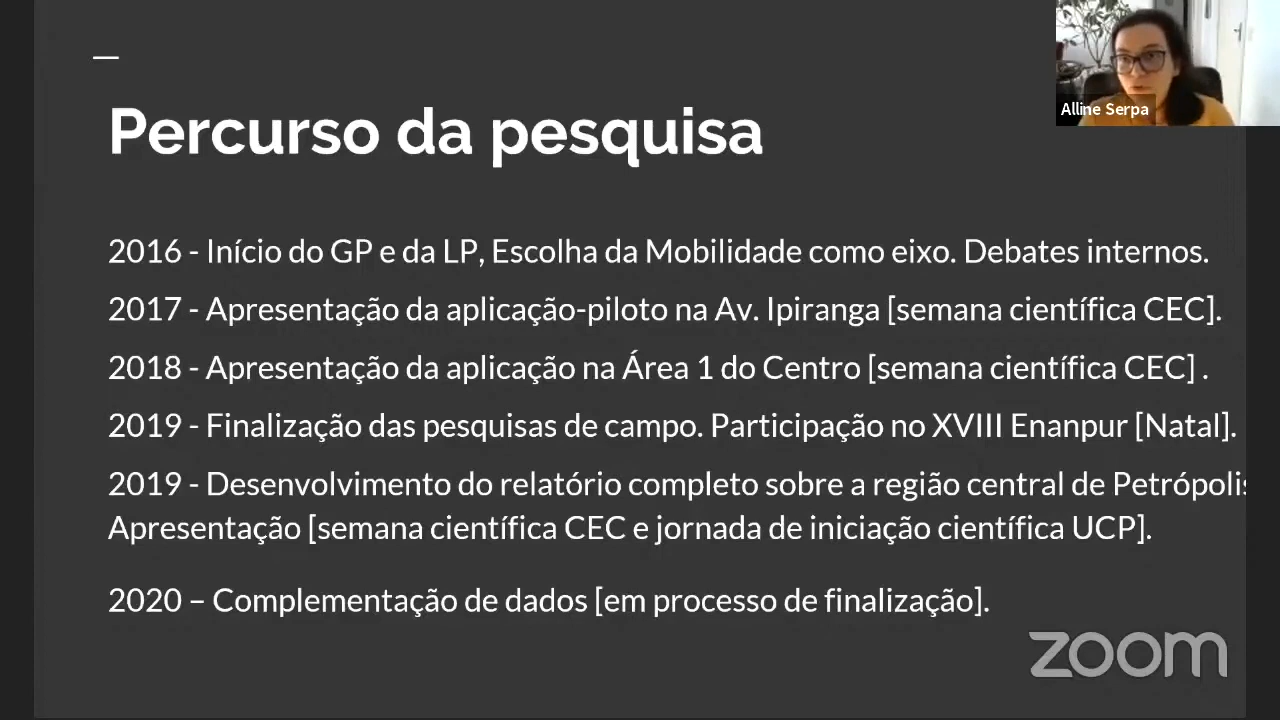 Alline Serpa
Percurso da pesquisa
2016 - Início do GP e da LP, Escolha da Mobilidade como eixo. Debates internos.
2017 - Apresentação da aplicação-piloto na Av. Ipiranga [semana científica CEC].
2018 - Apresentação da aplicação na Área 1 do Centro [semana científica CEC] .
2019 - Finalização das pesquisas de campo. Participação no XVIII Enanpur [Natal].
2019 - Desenvolvimento do relatório completo sobre a região central de Petrópolis
Apresentação [semana científica CEC e jornada de iniciação científica UCP].
2020 – Complementação de dados [em processo de finalização].
zoom